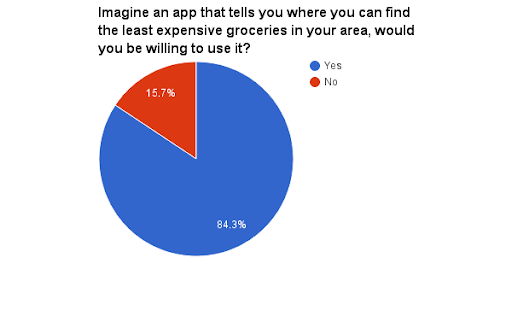 Imagine an app that tells you where you can find
the least expensive groceries in your area, would
you be willing to use it?
Yes
No
15.7%
84.3%